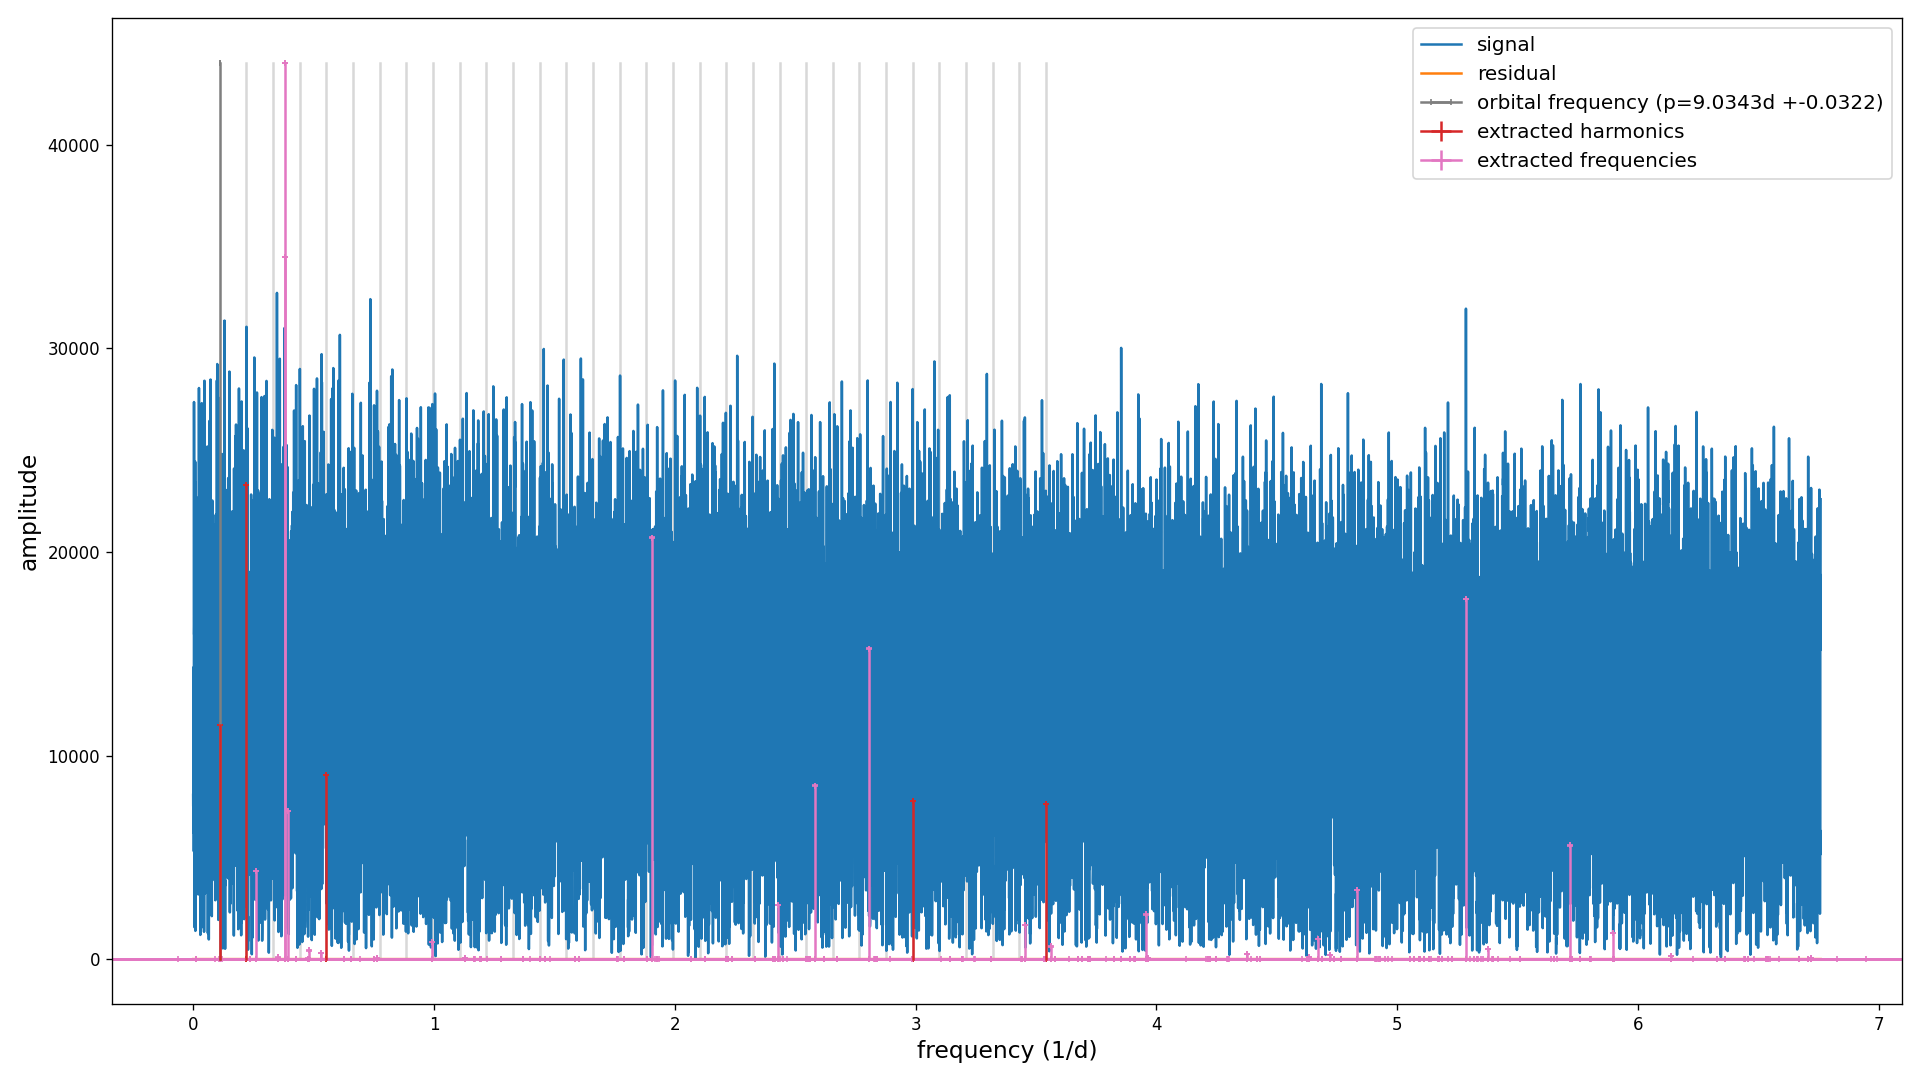 signal
residual
orbital frequency (p=9.0343d +-0.0322)
extracted harmonics
extracted frequencies
amplitude
40000
30000
20000
10000
0
0 1 2 3 4 5 6 7
frequency (1/d)